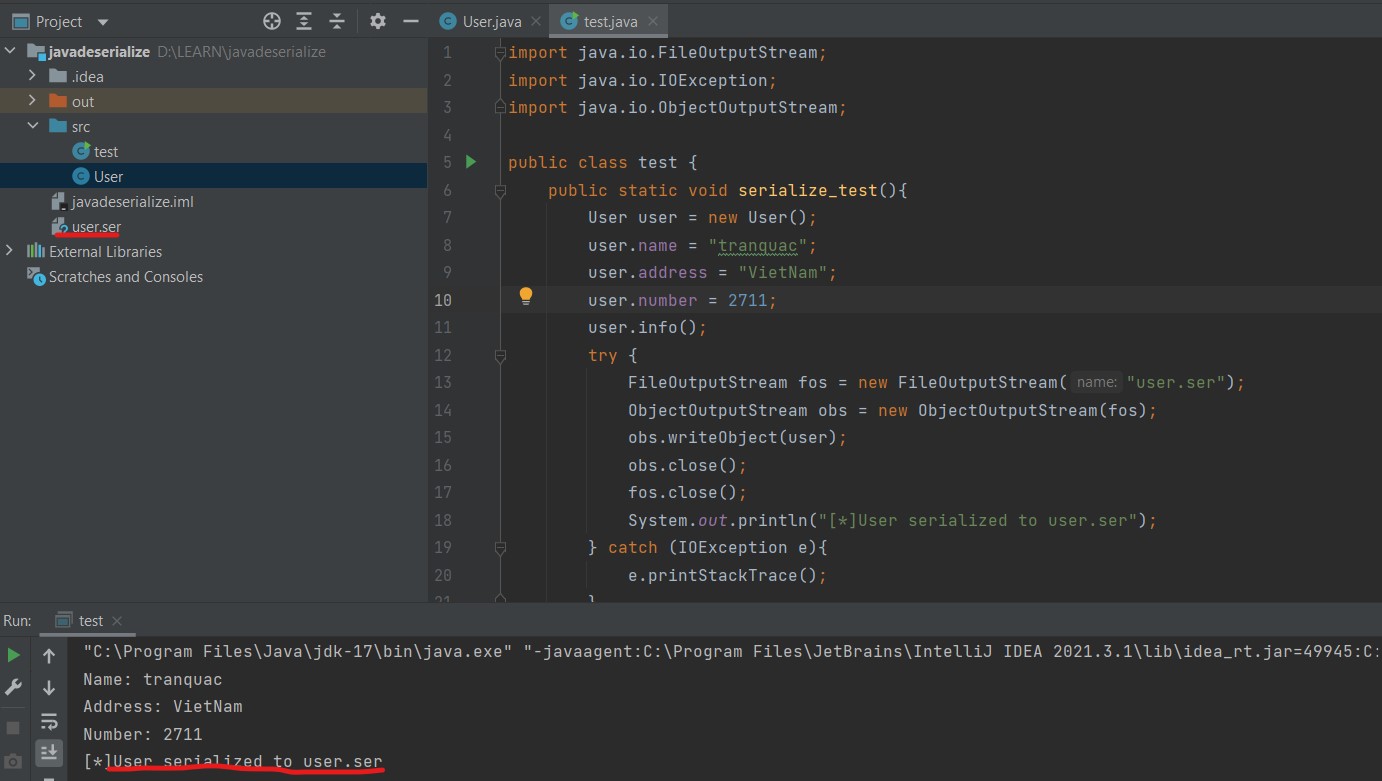 Project
User.java
test.java
javadeserialize D:\LEARN\javadeserialize
.idea
out
src
test
User
javadeserialize.iml
user.ser
External Libraries
Scratches and Consoles
1 import java.io.FileOutputStream;
2 import java.io.IOException;
3 import java.io.ObjectOutputStream;
4
5 public class test {
6 public static void serialize_test(){
7 User user = new User();
8 user.name = "tranquac";
9 user.address = "VietNam";
10 user.number = 2711;
11 user.info();
12 try {
13 FileOutputStream fos = new FileOutputStream( name: "user.ser");
14 ObjectOutputStream obs = new ObjectOutputStream(fos);
15 obs.writeObject(user);
16 obs.close();
17 fos.close();
18 System.out.println("[*]User serialized to user.ser");
19 } catch (IOException e){
20 e.printStackTrace();
21 }
Run: test
"C:\Program Files\Java\jdk-17\bin\java.exe" "-javaagent:C:\Program Files\JetBrains\IntelliJ IDEA 2021.3.1\lib\idea_rt.jar=49945:C:
Name: tranquac
Address: VietNam
Number: 2711
[*]User serialized to user.ser